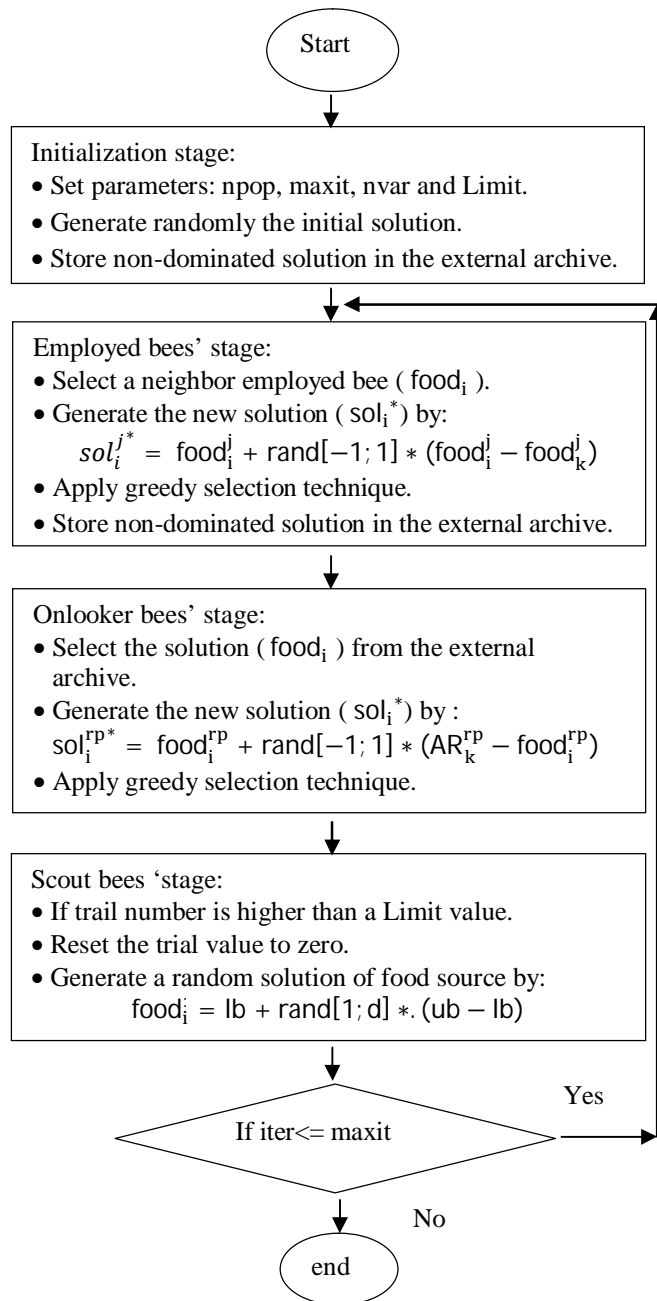 Start
Initialization stage:
• Set parameters: npop, maxit, nvar and Limit.
• Generate randomly the initial solution.
• Store non-dominated solution in the external archive.
Employed bees’ stage:
• Select a neighbor employed bee ( food_i ).
• Generate the new solution ( sol_i^*) by:
sol_i^{j*} = food_i^j + rand[−1; 1] ∗ (food_i^j − food_k^j)
• Apply greedy selection technique.
• Store non-dominated solution in the external archive.
Onlooker bees’ stage:
• Select the solution ( food_i ) from the external
archive.
• Generate the new solution ( sol_i^*) by :
sol_i^{rp*} = food_i^{rp} + rand[−1; 1] ∗ (AR_k^{rp} − food_i^{rp})
• Apply greedy selection technique.
Scout bees ‘stage:
• If trail number is higher than a Limit value.
• Reset the trial value to zero.
• Generate a random solution of food source by:
food_i^: = lb + rand[1; d] ∗. (ub − lb)
Yes
If iter<= maxit
No
end